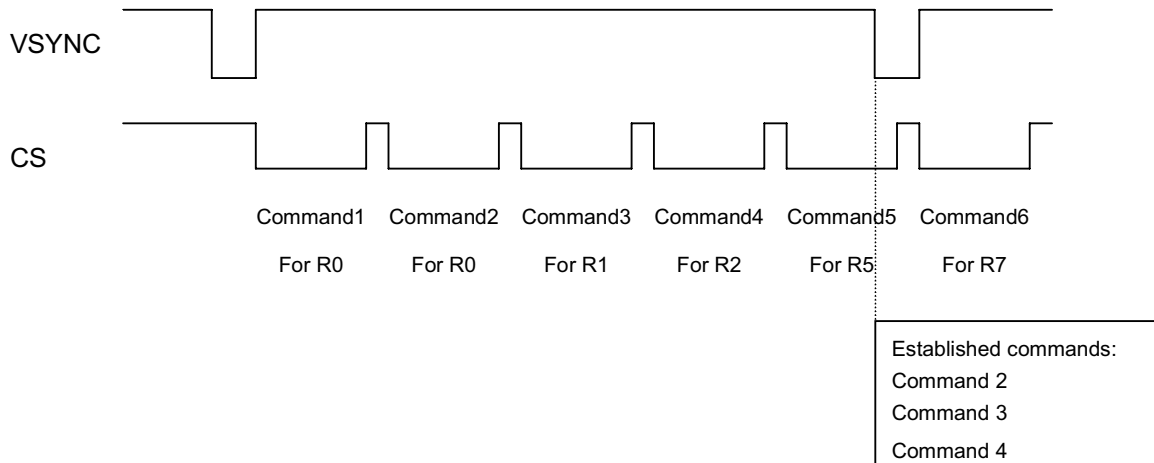 VSYNC
CS
Command1 Command2 Command3 Command4 Command5 Command6
For R0 For R0 For R1 For R2 For R5 For R7
Established commands:
Command 2
Command 3
Command 4